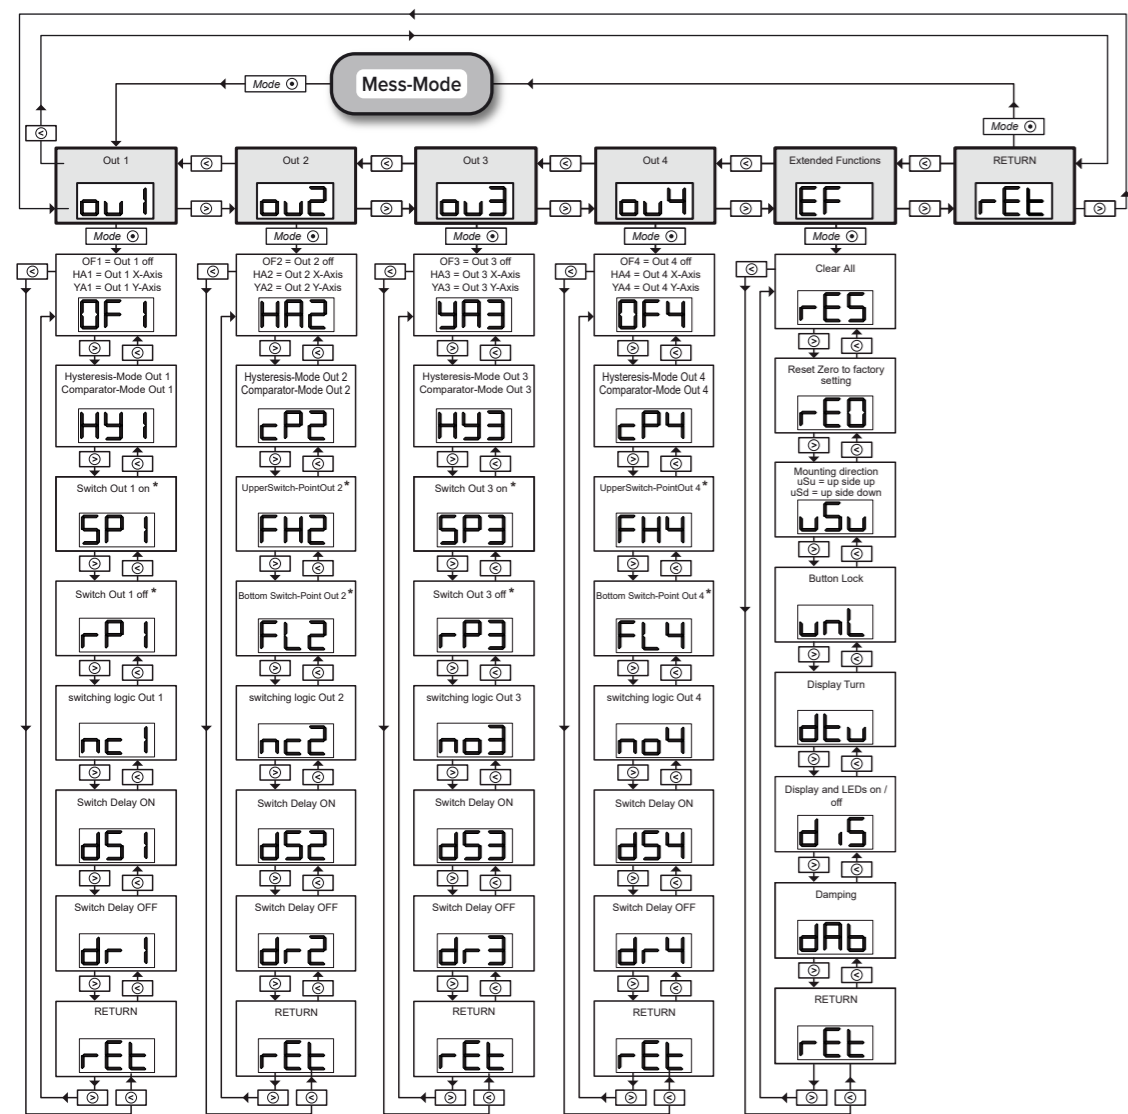 Mess-Mode
Mode
Mode
Out 1
ou1
Out 2
ou2
Out 3
ou3
Out 4
ou4
Extended Functions
EF
RETURN
rEt
Mode
Mode
Mode
Mode
Mode
OF1 = Out 1 off
HA1 = Out 1 X-Axis
YA1 = Out 1 Y-Axis
OF1
Hysteresis-Mode Out 1
Comparator-Mode Out 1
HY1
Switch Out 1 on *
SP1
Switch Out 1 off *
rP1
switching logic Out 1
nc1
Switch Delay ON
dS1
Switch Delay OFF
dr1
RETURN
rEt
OF2 = Out 2 off
HA2 = Out 2 X-Axis
YA2 = Out 2 Y-Axis
HA2
Hysteresis-Mode Out 2
Comparator-Mode Out 2
cP2
UpperSwitch-PointOut 2 *
FH2
Bottom Switch-Point Out 2 *
FL2
switching logic Out 2
nc2
Switch Delay ON
dS2
Switch Delay OFF
dr2
RETURN
rEt
OF3 = Out 3 off
HA3 = Out 3 X-Axis
YA3 = Out 3 Y-Axis
YA3
Hysteresis-Mode Out 3
Comparator-Mode Out 3
HY3
Switch Out 3 on *
SP3
Switch Out 3 off *
rP3
switching logic Out 3
no3
Switch Delay ON
dS3
Switch Delay OFF
dr3
RETURN
rEt
OF4 = Out 4 off
HA4 = Out 4 X-Axis
YA4 = Out 4 Y-Axis
OF4
Hysteresis-Mode Out 4
Comparator-Mode Out 4
cP4
UpperSwitch-PointOut 4 *
FH4
Bottom Switch-Point Out 4 *
FL4
switching logic Out 4
no4
Switch Delay ON
dS4
Switch Delay OFF
dr4
RETURN
rEt
Clear All
rES
Reset Zero to factory
setting
rE0
Mounting direction
uSu = up side up
uSd = up side down
uSu
Button Lock
unL
Display Turn
dtu
Display and LEDs on /
off
diS
Damping
dAb
RETURN
rEt